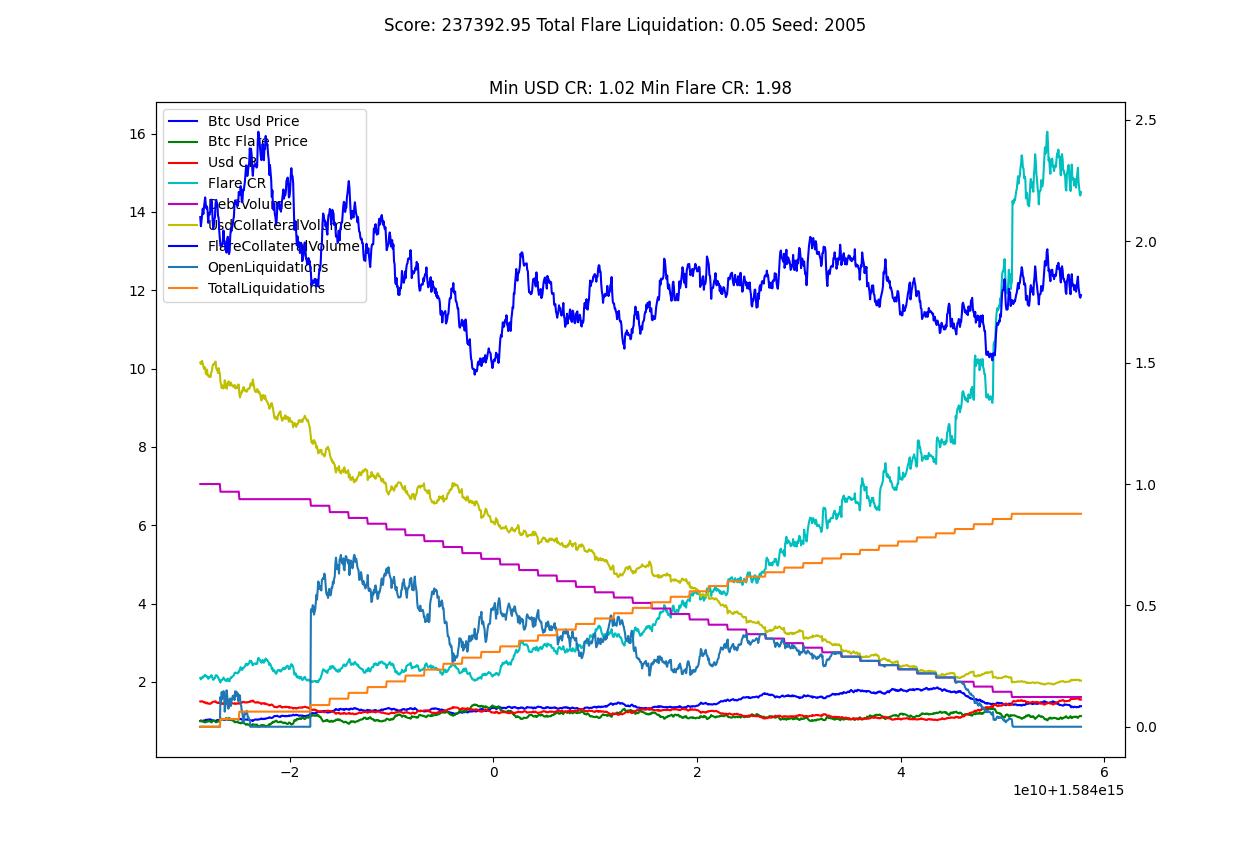 Score: 237392.95 Total Flare Liquidation: 0.05 Seed: 2005
Min USD CR: 1.02 Min Flare CR: 1.98
Btc Usd Price
Btc Flare Price
Usd CR
Flare CR
DebtVolume
UsdCollateralVolume
FlareCollateralVolume
OpenLiquidations
TotalLiquidations
16
14
12
10
8
6
4
2
2.5
2.0
1.5
1.0
0.5
0.0
−2
0
2
4
6
1e10+1.584e15